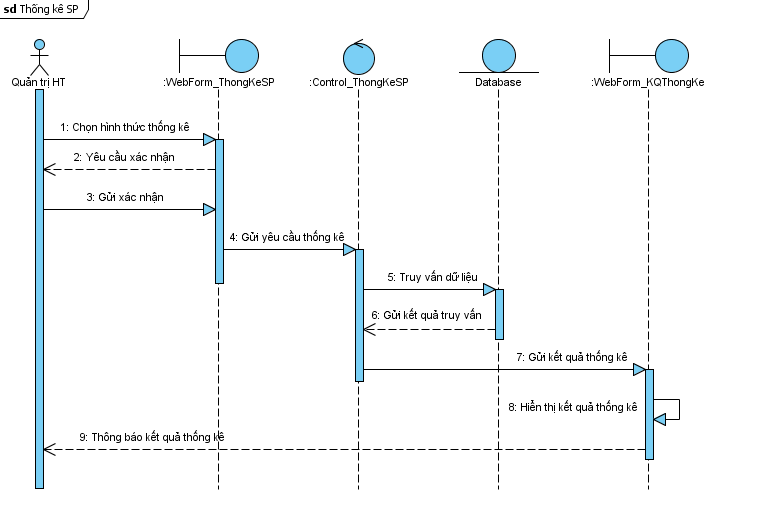 sd Thống kê SP
Quản trị HT
:WebForm_ThongKeSP
:Control_ThongKeSP
Database
:WebForm_KQThongKe
1: Chọn hình thức thống kê
2: Yêu cầu xác nhận
3: Gửi xác nhận
4: Gửi yêu cầu thống kê
5: Truy vấn dữ liệu
6: Gửi kết quả truy vấn
7: Gửi kết quả thống kê
8: Hiển thị kết quả thống kê
9: Thông báo kết quả thống kê